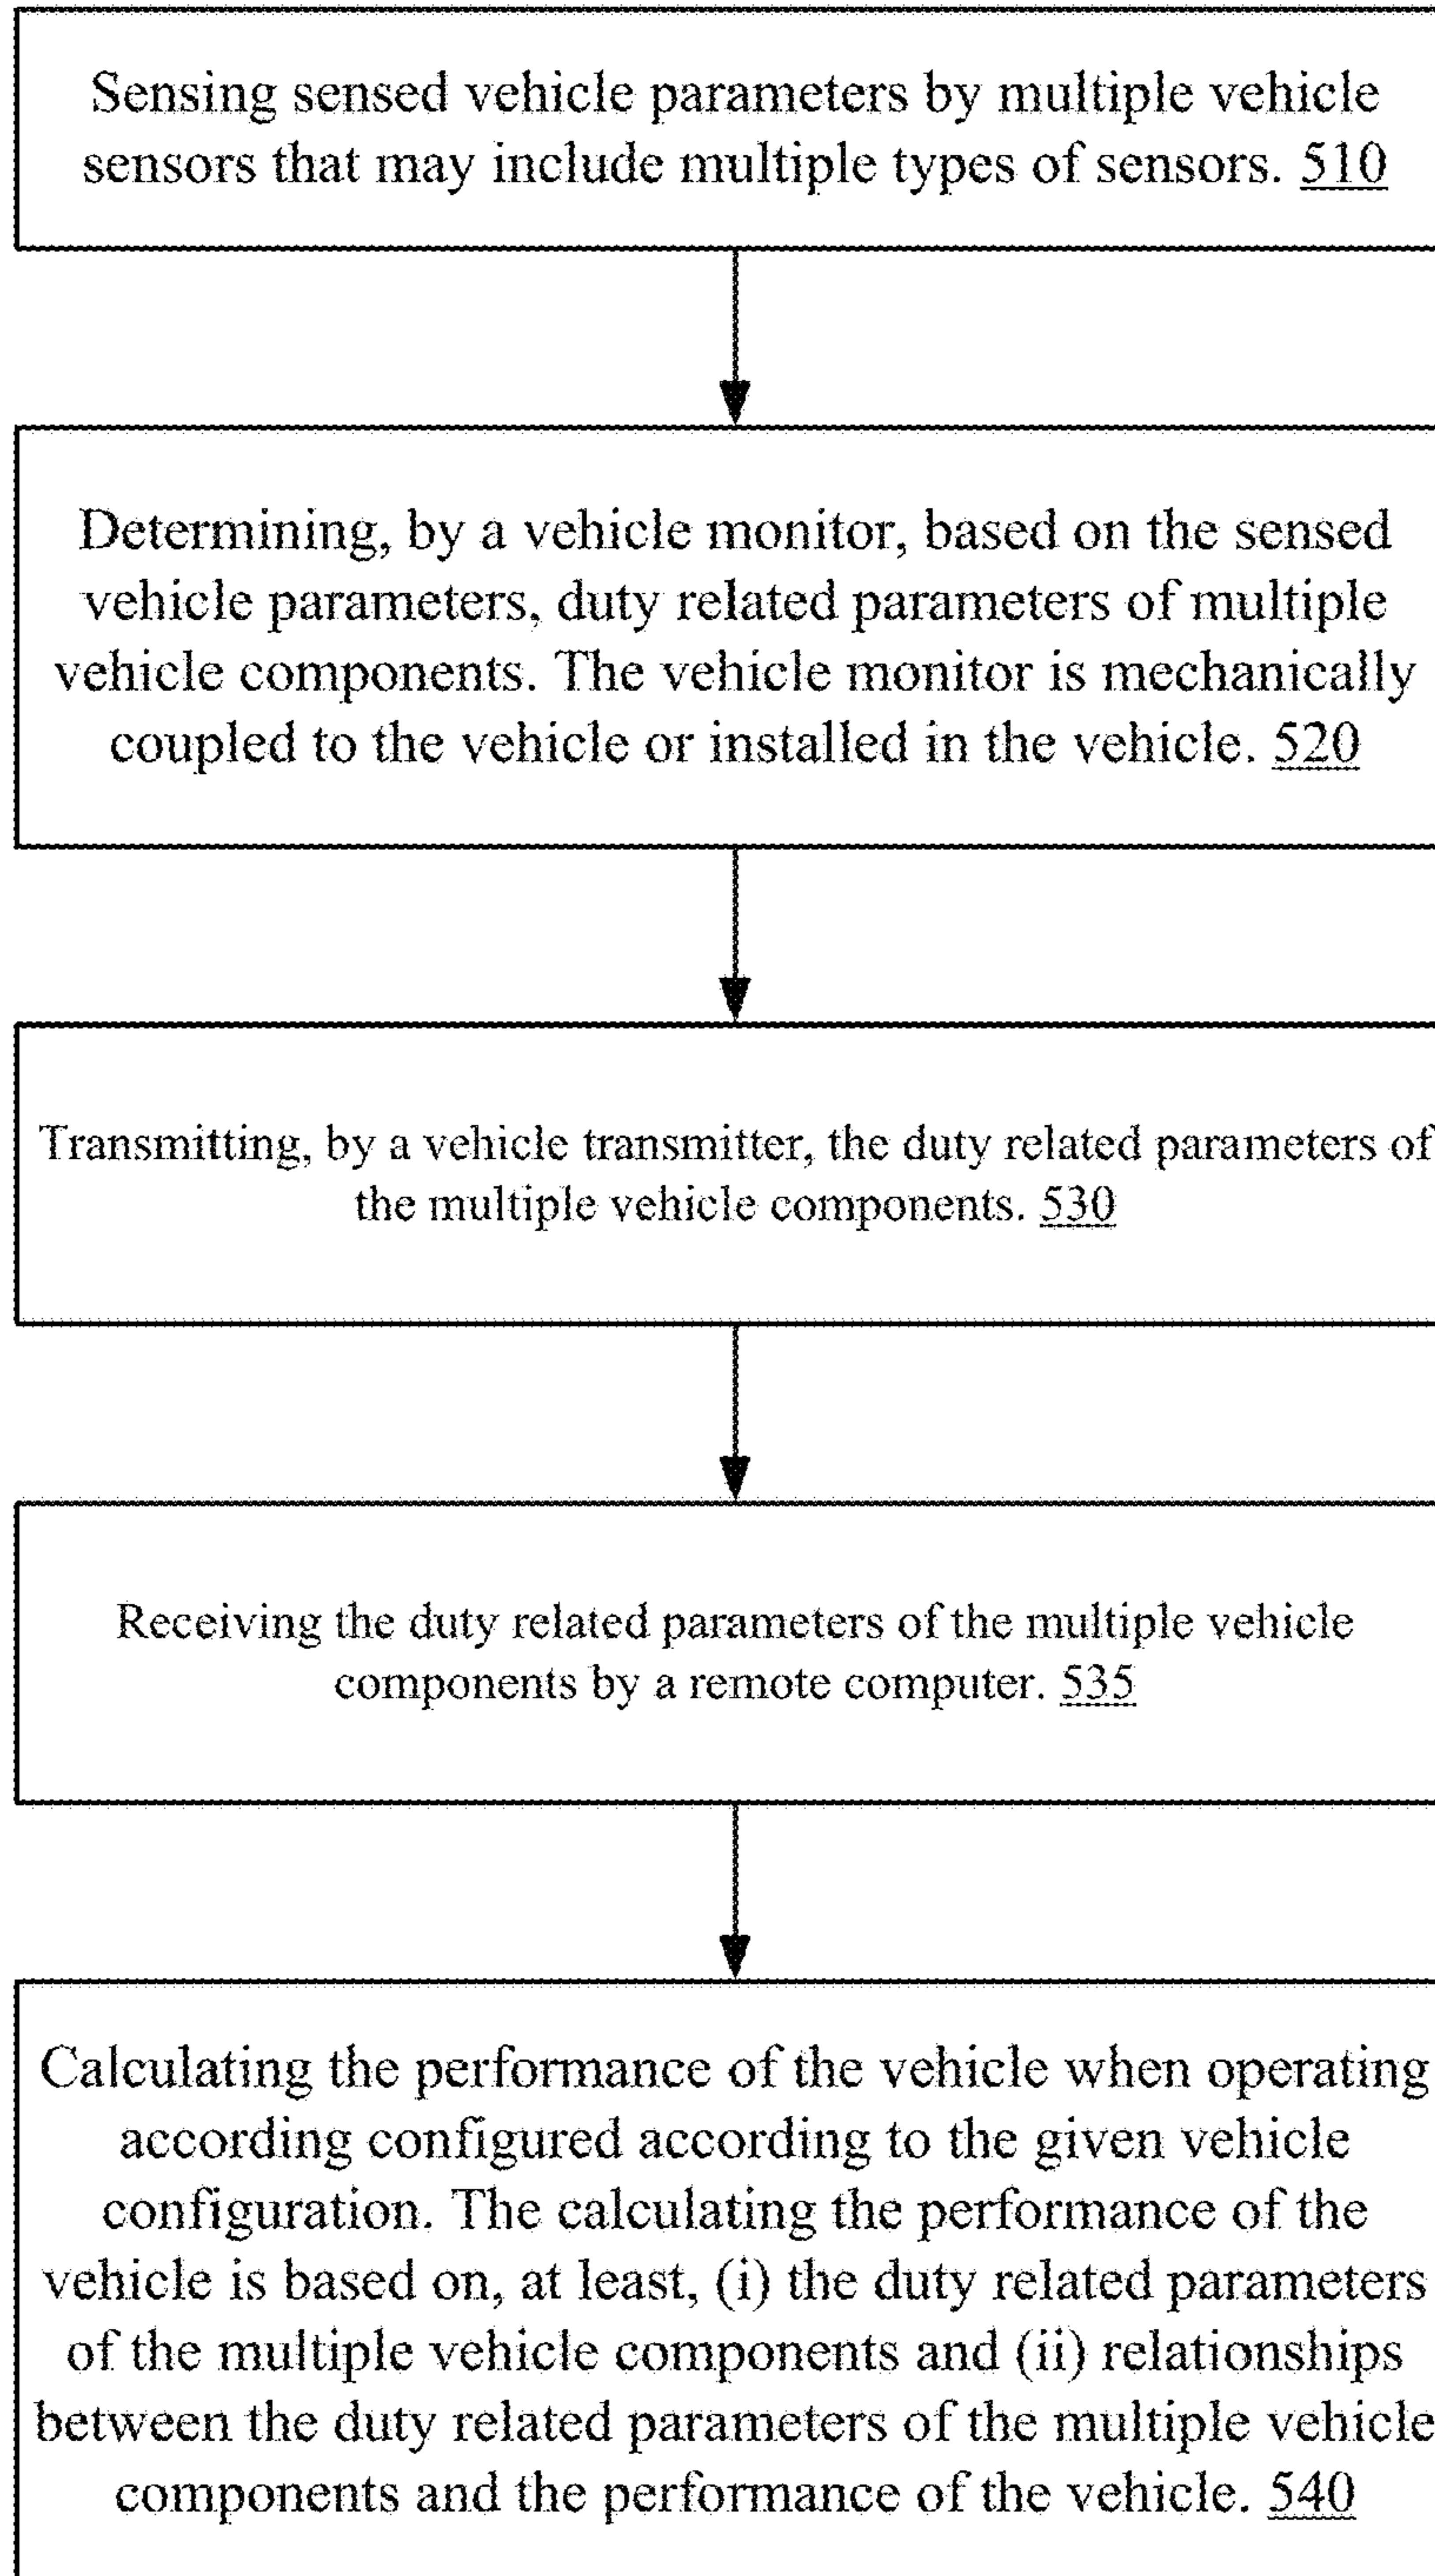 Sensing sensed vehicle parameters by multiple vehicle
sensors that may include multiple types of sensors. 510
Determining, by a vehicle monitor, based on the sensed
vehicle parameters, duty related parameters of multiple
vehicle components. The vehicle monitor is mechanically
coupled to the vehicle or installed in the vehicle. 520
Transmitting, by a vehicle transmitter, the duty related parameters of
the multiple vehicle components. 530
Receiving the duty related parameters of the multiple vehicle
components by a remote computer. 535
Calculating the performance of the vehicle when operating
according configured according to the given vehicle
configuration. The calculating the performance of the
vehicle is based on, at least, (i) the duty related parameters
of the multiple vehicle components and (ii) relationships
between the duty related parameters of the multiple vehicle
components and the performance of the vehicle. 540